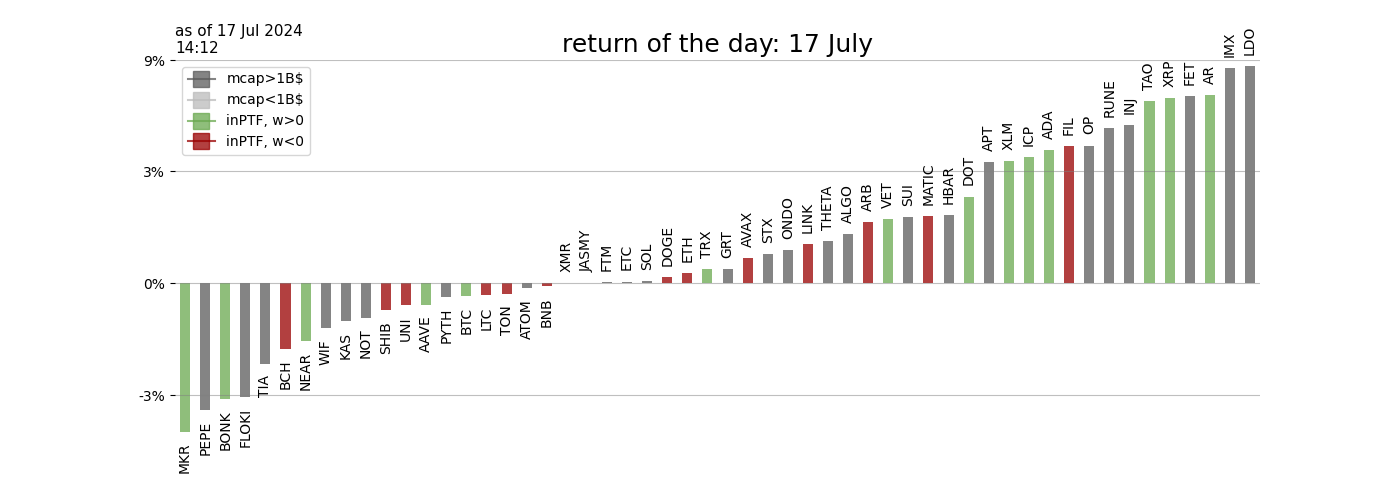 as of 17 Jul 2024
14:12
return of the day: 17 July
9%
3%
0%
-3%
mcap>1B$
mcap<1B$
inPTF, w>0
inPTF, w<0
MKR
PEPE
BONK
FLOKI
TIA
BCH
NEAR
WIF
KAS
NOT
SHIB
UNI
AAVE
PYTH
BTC
LTC
TON
ATOM
BNB
XMR
JASMY
FTM
ETC
SOL
DOGE
ETH
TRX
GRT
AVAX
STX
ONDO
LINK
THETA
ALGO
ARB
VET
SUI
MATIC
HBAR
DOT
APT
XLM
ICP
ADA
FIL
OP
RUNE
INJ
TAO
XRP
FET
AR
IMX
LDO